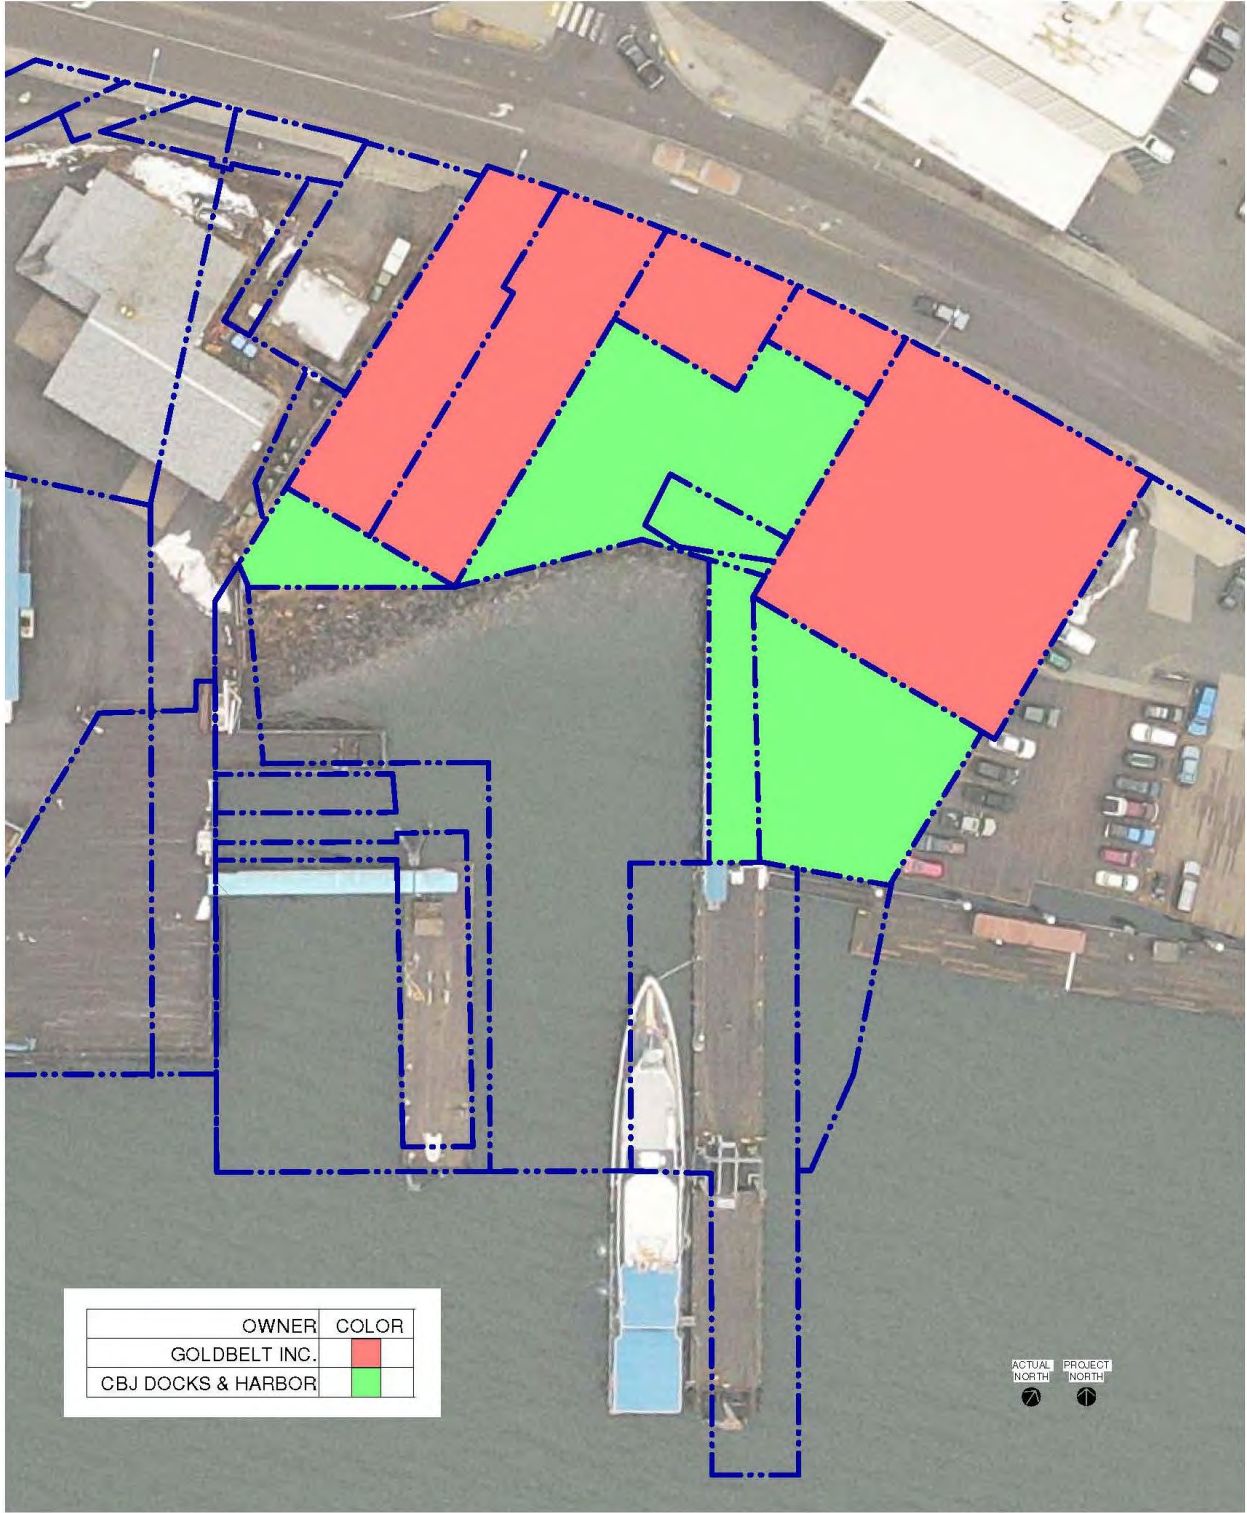 OWNER COLOR
GOLDBELT INC.
CBJ DOCKS & HARBOR
ACTUAL NORTH
PROJECT NORTH